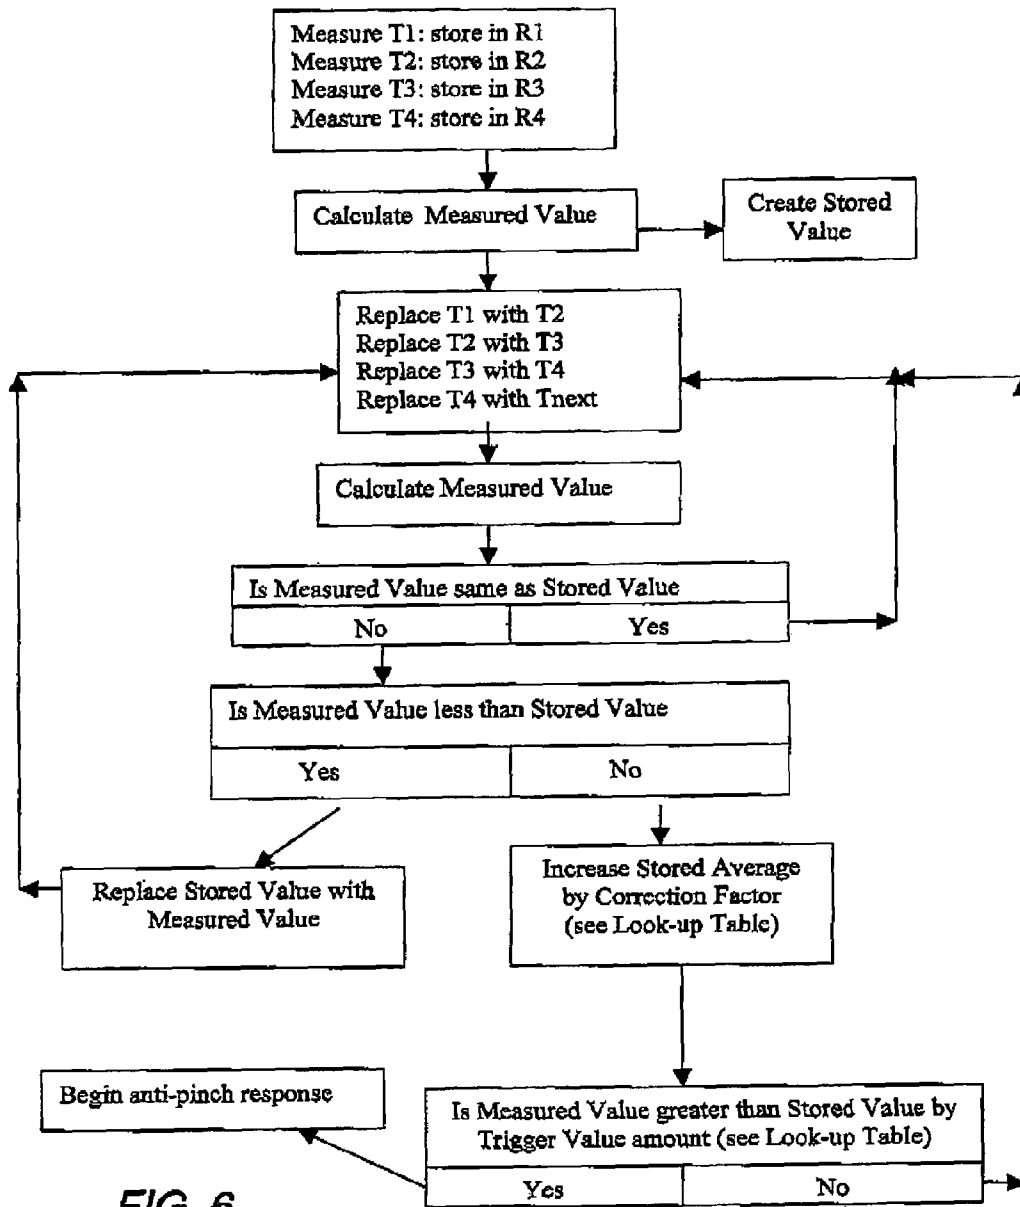 Measure T1: store in R1
Measure T2: store in R2
Measure T3: store in R3
Measure T4: store in R4
Calculate Measured Value
Create Stored
Value
Replace T1 with T2
Replace T2 with T3
Replace T3 with T4
Replace T4 with Tnext
Calculate Measured Value
Is Measured Value same as Stored Value
No
Yes
Is Measured Value less than Stored Value
Yes
No
Replace Stored Value with
Measured Value
Increase Stored Average
by Correction Factor
(see Look-up Table)
Begin anti-pinch response
Is Measured Value greater than Stored Value by
Trigger Value amount (see Look-up Table)
Yes
No
FIG. 6